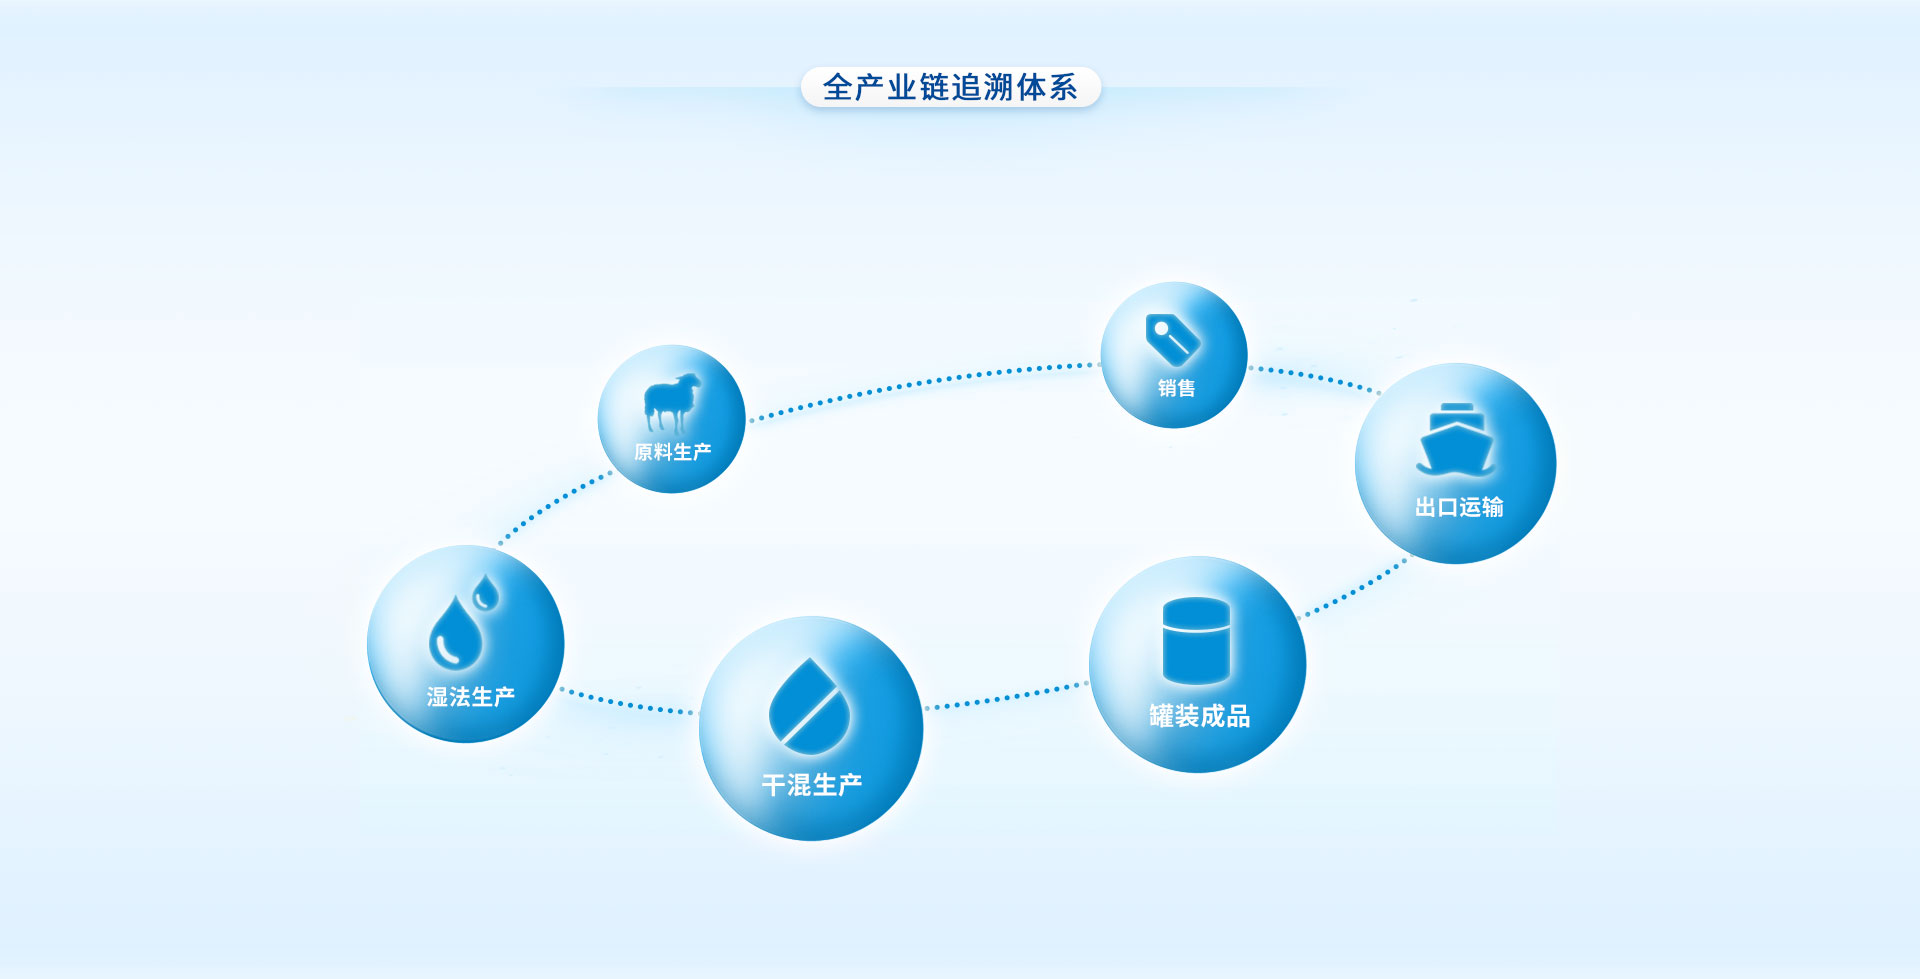 全产业链追溯体系
销售
原料生产
出口运输
湿法生产
罐装成品
干混生产